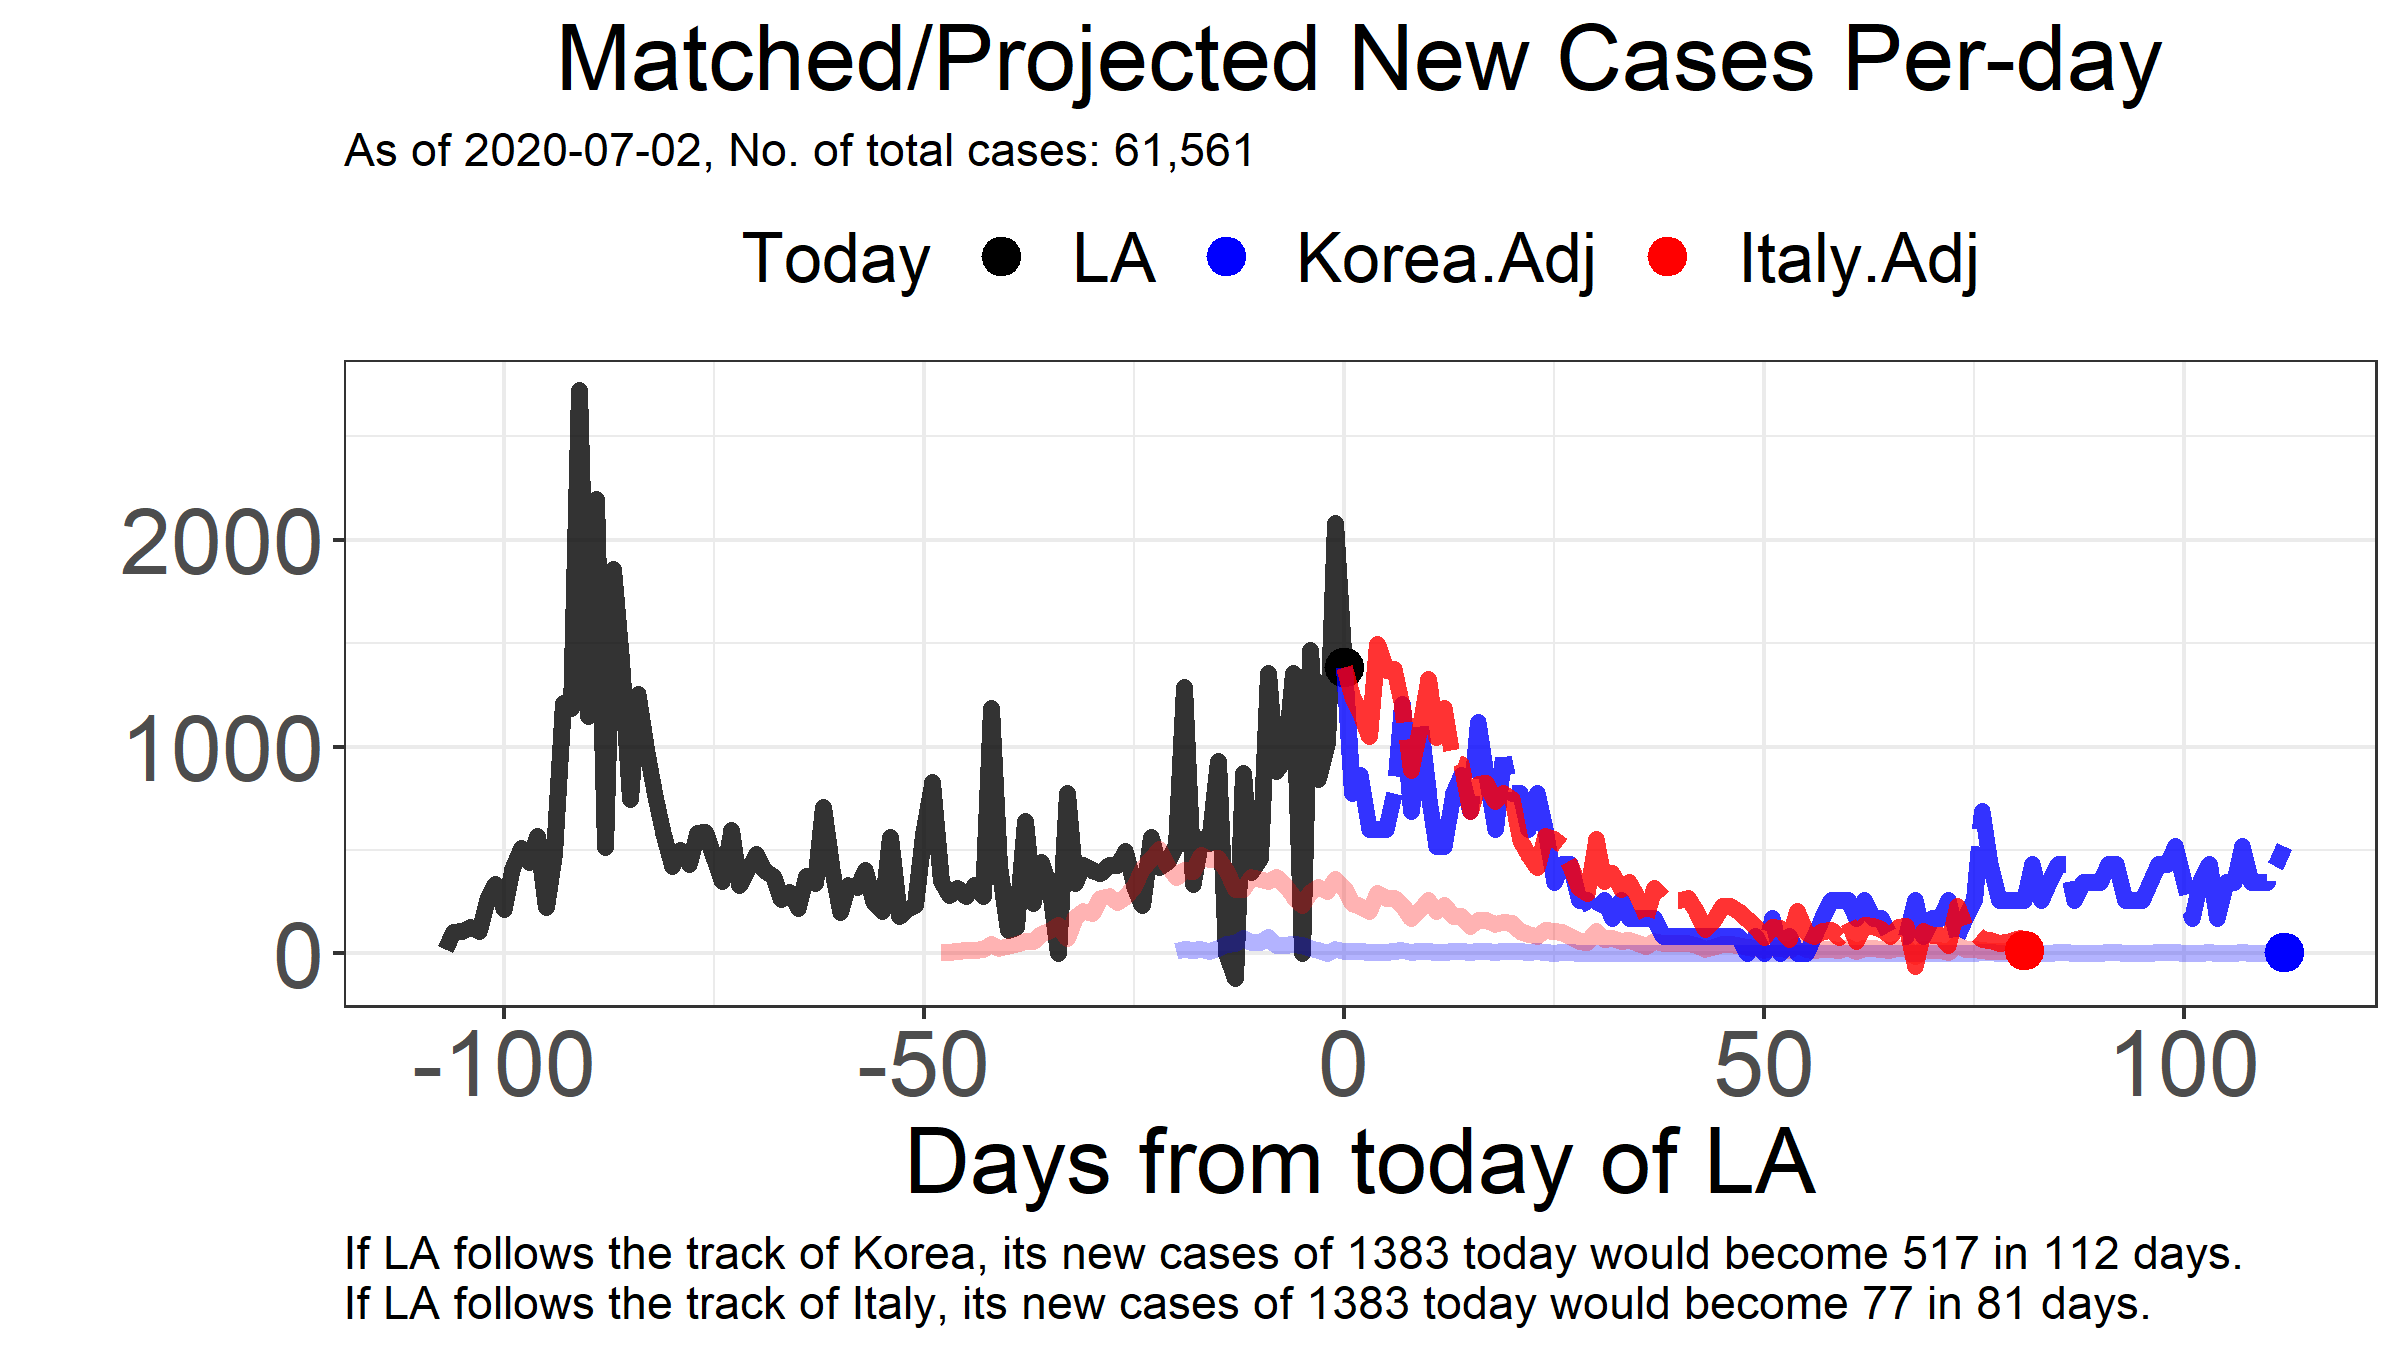 Matched/Projected New Cases Per-day
As of 2020-07-02, No. of total cases: 61,561
Today LA Korea.Adj Italy.Adj
2000
1000
0
-100 -50 0 50 100
Days from today of LA
If LA follows the track of Korea, its new cases of 1383 today would become 517 in 112 days.
If LA follows the track of Italy, its new cases of 1383 today would become 77 in 81 days.